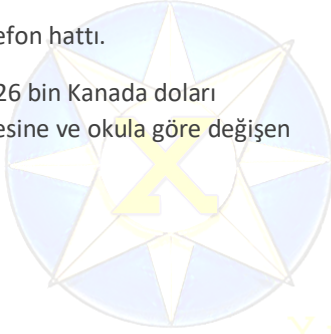 efon hattı.
26 bin Kanada doları
esine ve okula göre değişen
X